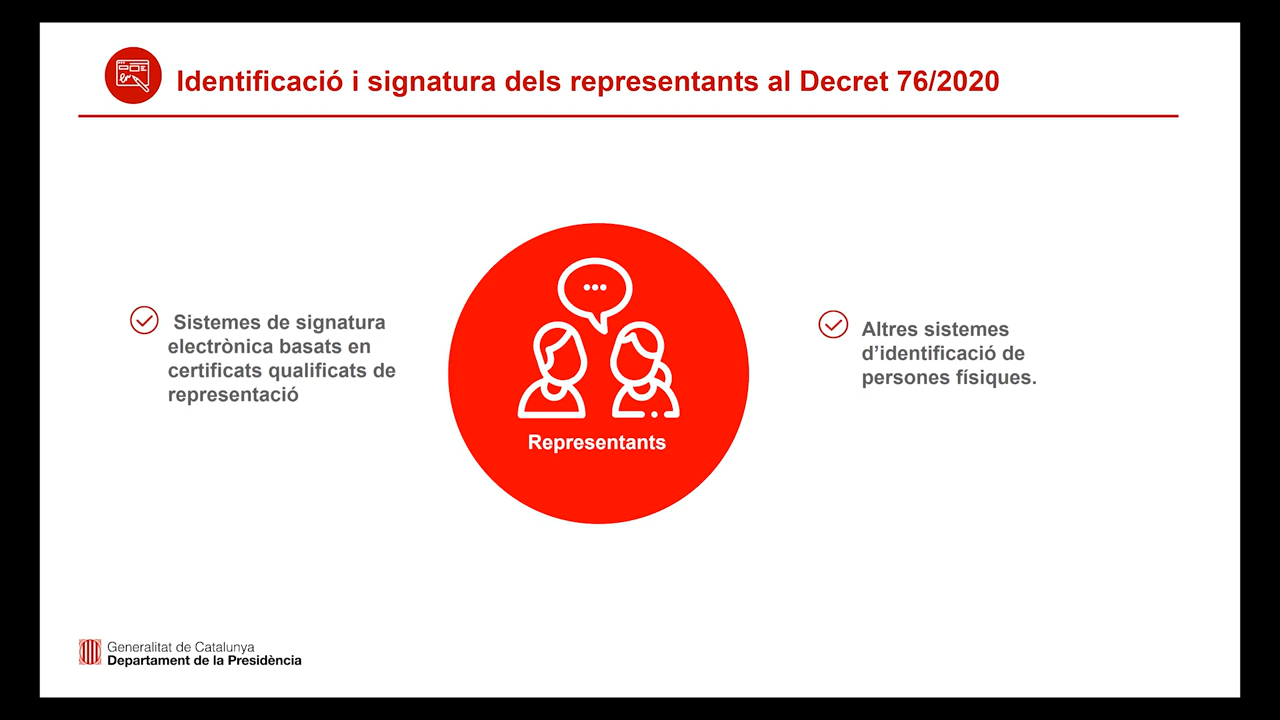 Identificació i signatura dels representants al Decret 76/2020
Sistemes de signatura
electrònica basats en
certificats qualificats de
representació
Representants
Altres sistemes
d’identificació de
persones físiques.
Generalitat de Catalunya
Departament de la Presidència